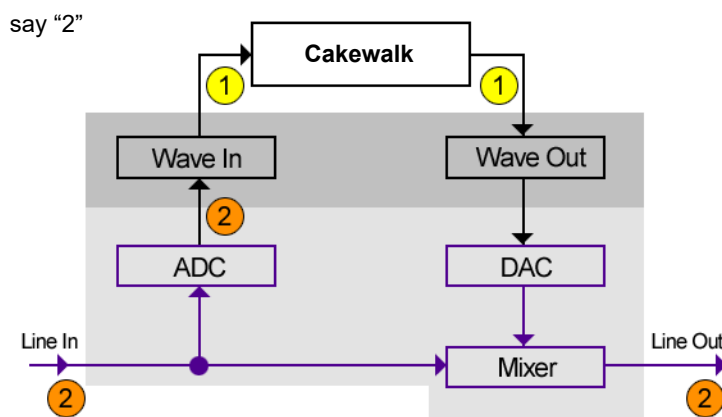 say “2”
Cakewalk
1
1
Wave In
Wave Out
2
ADC
DAC
Line In
Line Out
Mixer
2
2